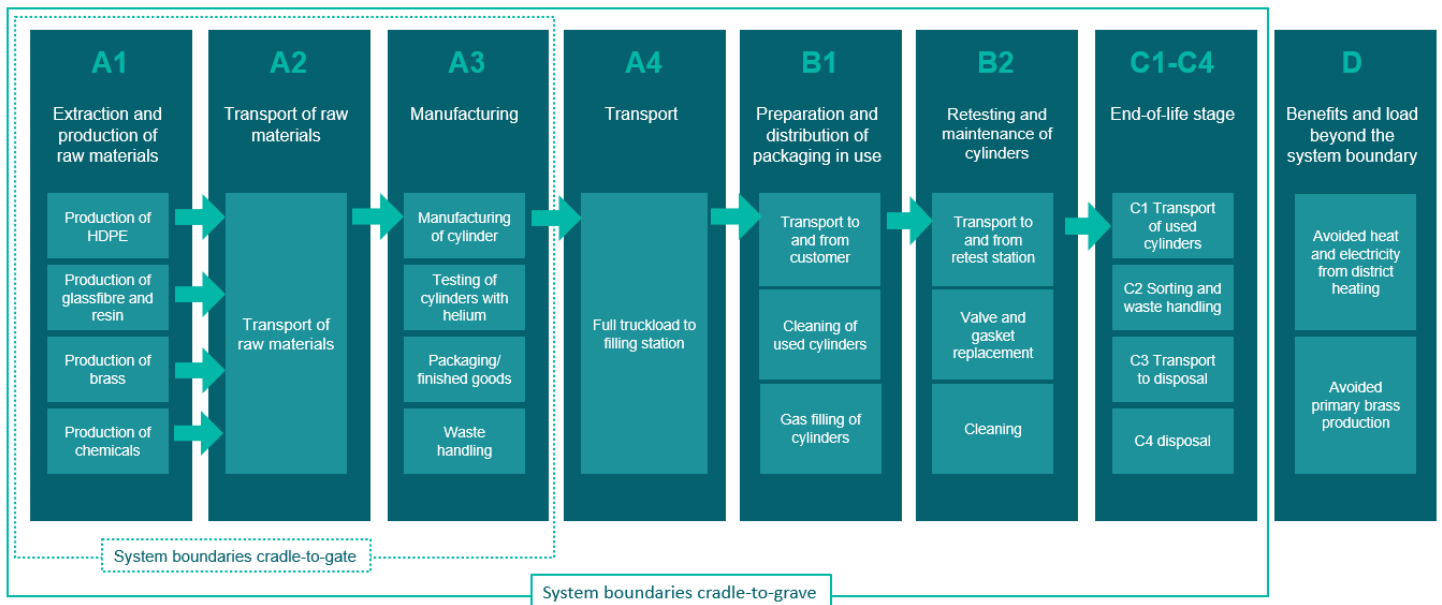 A1
Extraction and
production of
raw materials
Production of
HDPE
Production of
glassfibre and
resin
Production of
brass
Production of
chemicals
A2
Transport of raw
materials
Transport of
raw materials
A3
Manufacturing
Manufacturing
of cylinder
Testing of
cylinders with
helium
Packaging/
finished goods
Waste
handling
A4
Transport
Full truckload to
filling station
B1
Preparation and
distribution of
packaging in use
Transport to
and from
customer
Cleaning of
used cylinders
Gas filling of
cylinders
B2
Retesting and
maintenance of
cylinders
Transport to
and from
retest station
Valve and
gasket
replacement
Cleaning
C1-C4
End-of-life stage
C1 Transport
of used
cylinders
C2 Sorting and
waste handling
C3 Transport
to disposal
C4 disposal
D
Benefits and load
beyond the
system boundary
Avoided heat
and electricity
from district
heating
Avoided
primary brass
production
System boundaries cradle-to-gate
System boundaries cradle-to-grave